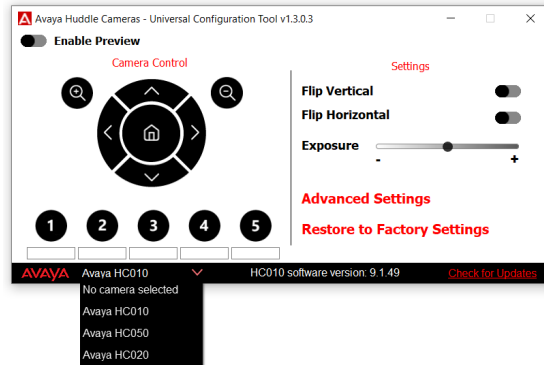 Avaya Huddle Cameras - Universal Configuration Tool v1.3.0.3
Enable Preview
Camera Control
Settings
Flip Vertical
Flip Horizontal
Exposure
- +
Advanced Settings
Restore to Factory Settings
1 2 3 4 5
AVAYA Avaya HC010 HC010 software version: 9.1.49 Check for Updates
No camera selected
Avaya HC010
Avaya HC050
Avaya HC020